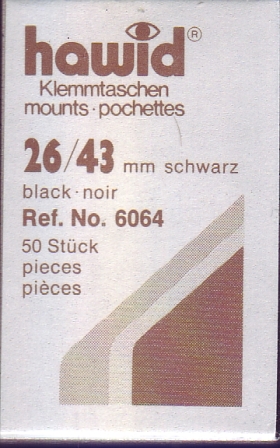 hawid®
Klemmtaschen
mounts·pochettes
26/43 mm schwarz
black·noir
Ref. No. 6064
50 Stück
pieces
pièces